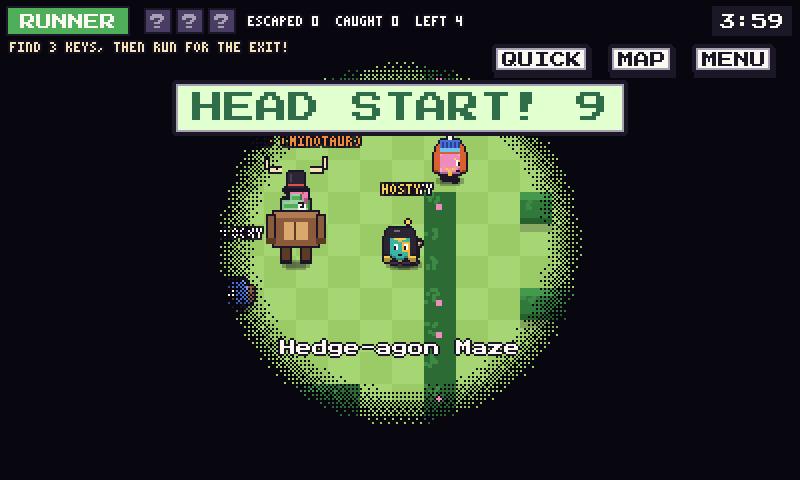 RUNNER ? ? ? ESCAPED 0 CAUGHT 0 LEFT 4 3:59
FIND 3 KEYS, THEN RUN FOR THE EXIT!
QUICK MAP MENU
HEAD START! 9
(MINOTAUR)
HOSTY
Hedge-agon Maze